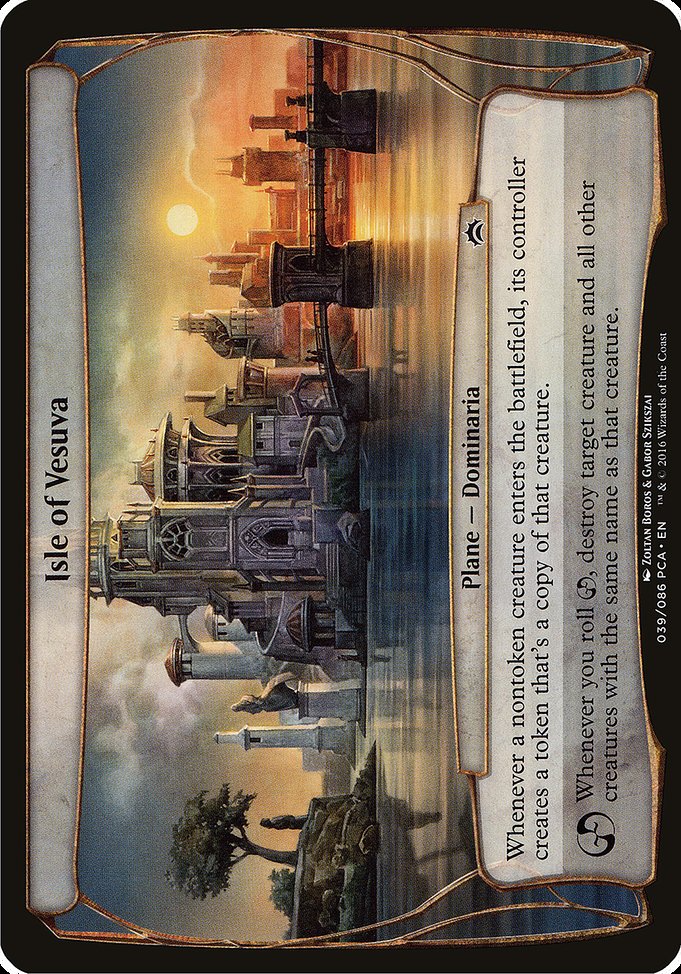 Isle of Vesuva
Plane — Dominaria
Whenever a nontoken creature enters the battlefield, its controller
creates a token that's a copy of that creature.
Whenever you roll , destroy target creature and all other
creatures with the same name as that creature.
Zoltan Boros & Gabor Szikszai
039/086 PCA • EN ™ & © 2016 Wizards of the Coast